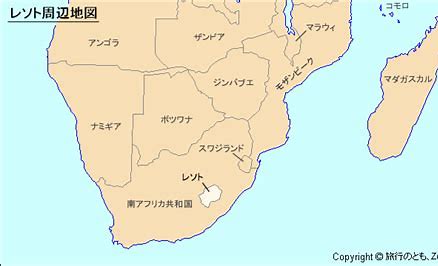 レソト周辺地図
コモロ
マラウィ
ザンビア
アンゴラ
モザンビーク
マダガスカル
ジンバブエ
ナミギア
ボツワナ
スワジランド
レソト
南アフリカ共和国
Copyright © 旅行のとも、Z